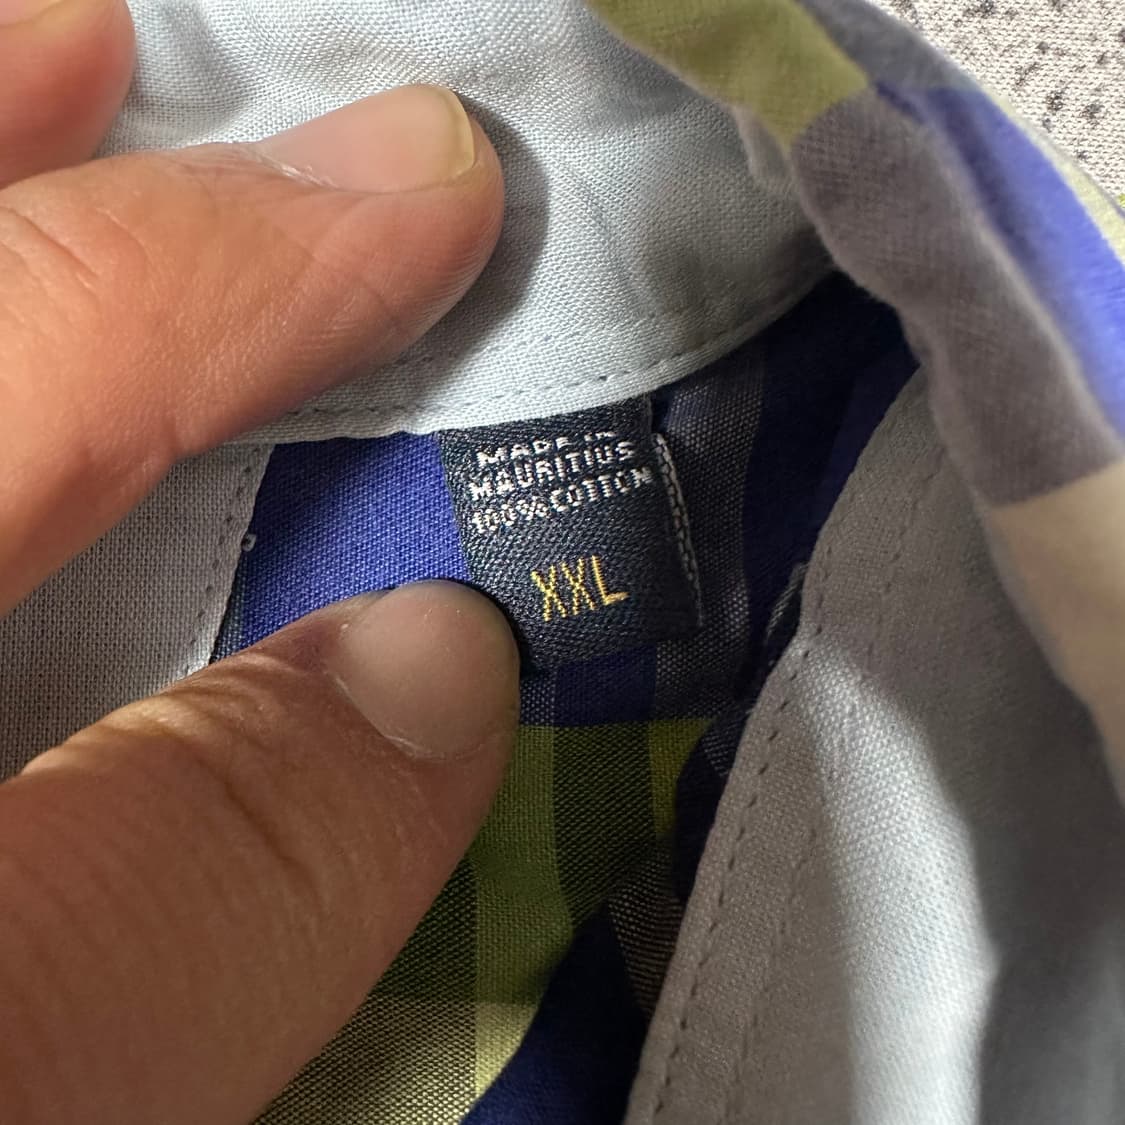 MADE IN
MAURITIUS
100% COTTON
XXL